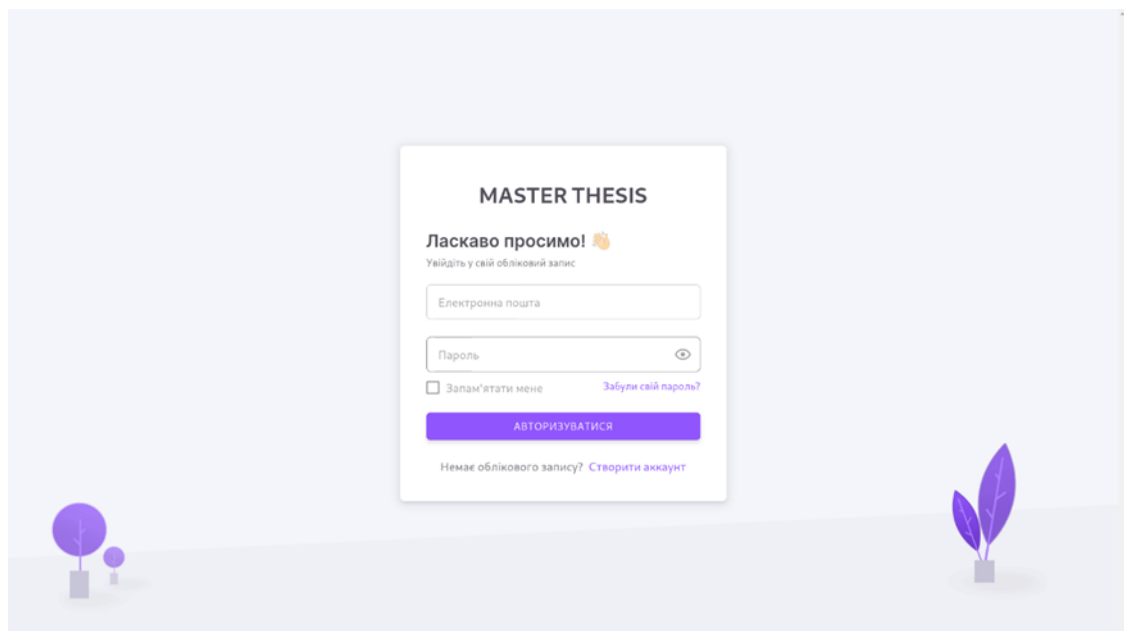 MASTER THESIS
Ласкаво просимо! 👋🏻
Увійдіть у свій обліковий запис
Електронна пошта
Пароль
Запам'ятати мене Забули свій пароль?
АВТОРИЗУВАТИСЯ
Немає облікового запису? Створити аккаунт